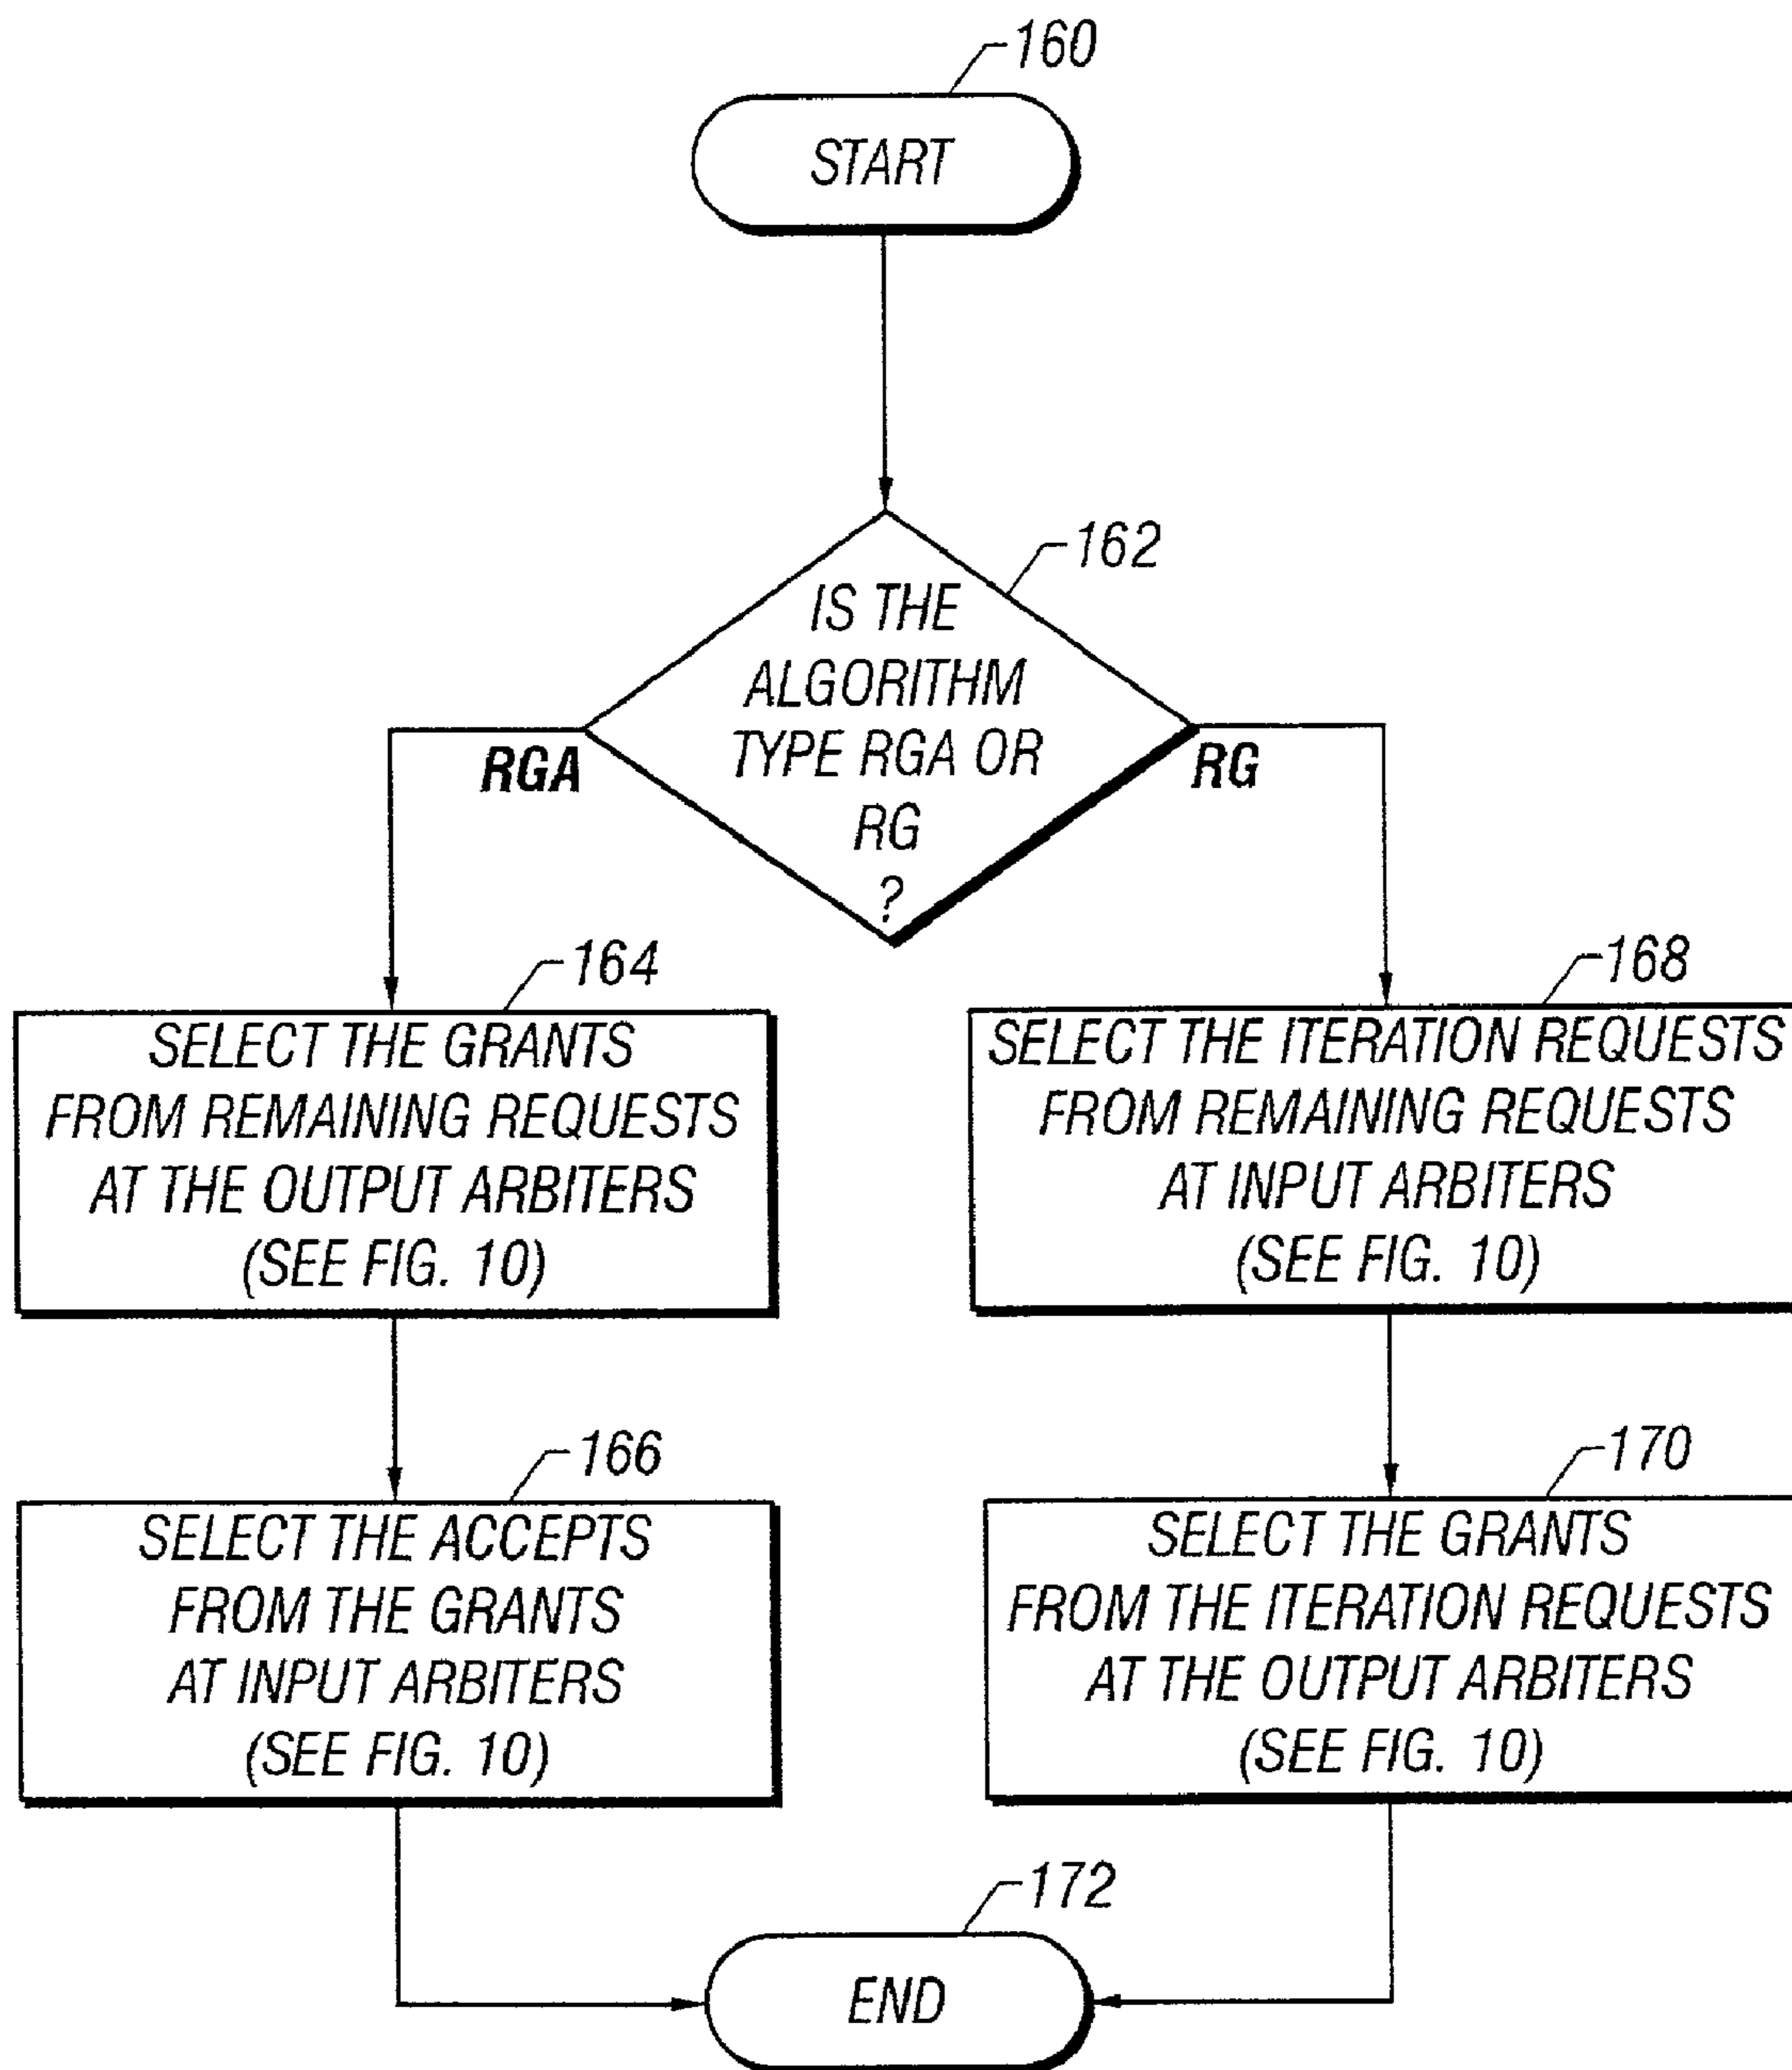 160
START
162
IS THE
ALGORITHM
TYPE RGA OR
RG
?
RGA
RG
164
SELECT THE GRANTS
FROM REMAINING REQUESTS
AT THE OUTPUT ARBITERS
(SEE FIG. 10)
168
SELECT THE ITERATION REQUESTS
FROM REMAINING REQUESTS
AT INPUT ARBITERS
(SEE FIG. 10)
166
SELECT THE ACCEPTS
FROM THE GRANTS
AT INPUT ARBITERS
(SEE FIG. 10)
170
SELECT THE GRANTS
FROM THE ITERATION REQUESTS
AT THE OUTPUT ARBITERS
(SEE FIG. 10)
172
END